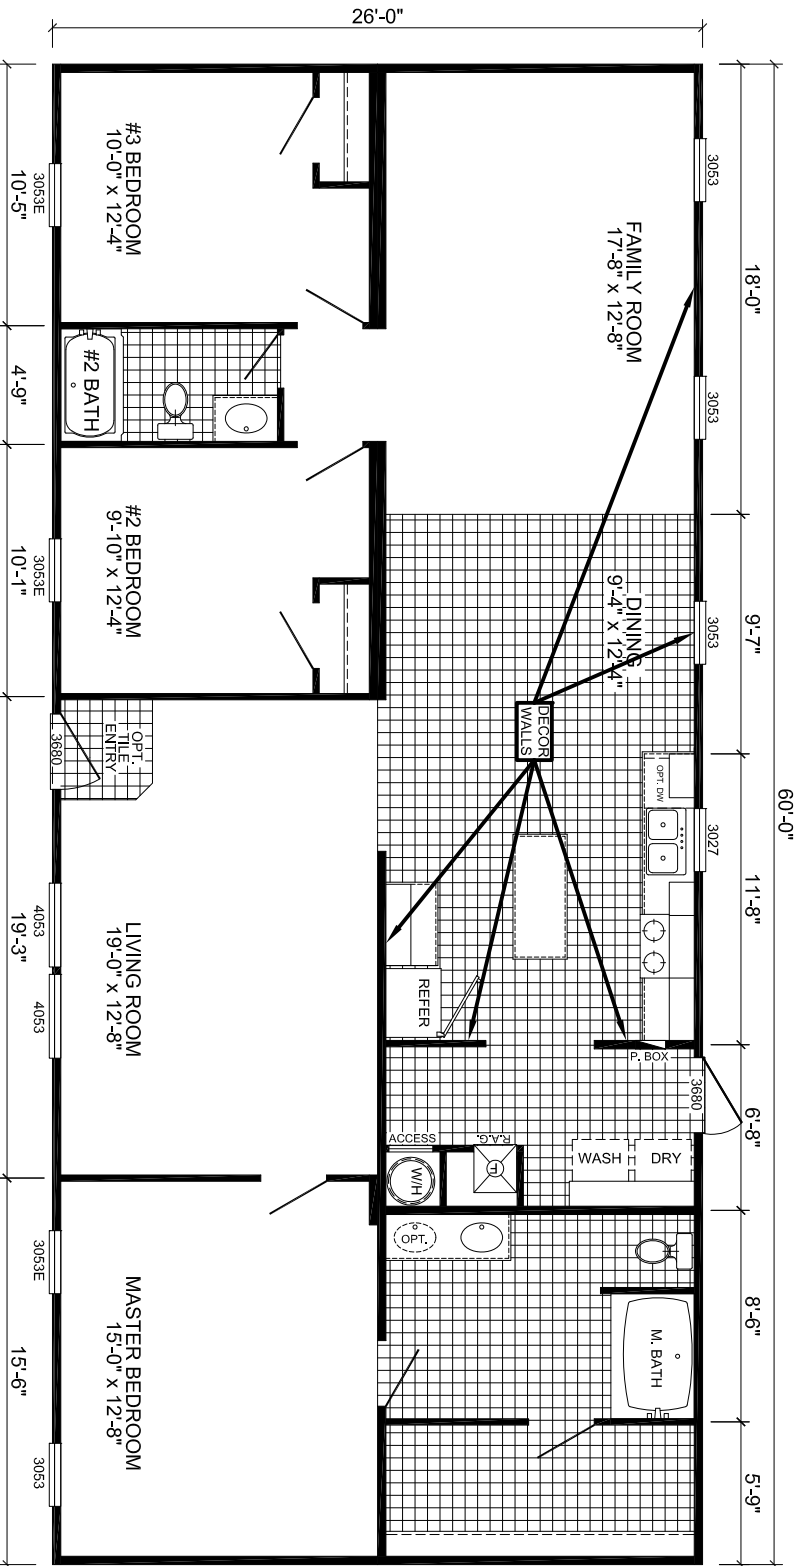 26'-0"
60'-0"
18'-0"
9'-7"
11'-8"
6'-8"
8'-6"
5'-9"
3053
3053
3053
3027
3680
FAMILY ROOM
17'-8" x 12'-8"
DINING
9'-4" x 12'-4"
DECOR
WALLS
OPT. DW
REFER
P. BOX
ACCESS
R.A.G.
W/H
F
WASH
DRY
OPT.
M. BATH
#3 BEDROOM
10'-0" x 12'-4"
#2 BATH
#2 BEDROOM
9'-10" x 12'-4"
OPT.
TILE
ENTRY
3680
LIVING ROOM
19'-0" x 12'-8"
MASTER BEDROOM
15'-0" x 12'-8"
3053E
3053E
4053
4053
3053E
3053
10'-5"
4'-9"
10'-1"
19'-3"
15'-6"